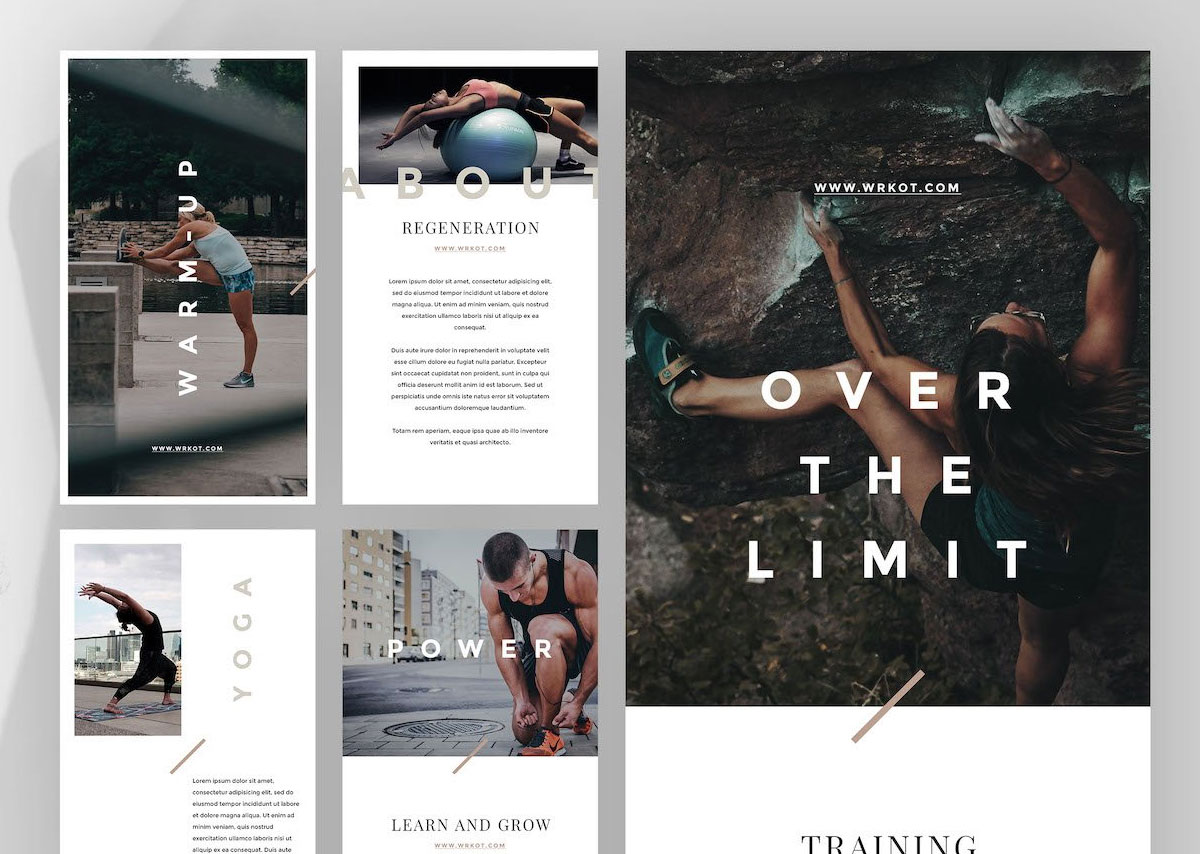 WARM-UP
WWW.WRKOT.COM
ABOUT
REGENERATION
WWW.WRKOT.COM
Lorem ipsum dolor sit amet, consectetur adipisicing elit,
sed do eiusmod tempor incididunt ut labore et dolore
magna aliqua. Ut enim ad minim veniam, quis nostrud
exercitation ullamco laboris nisi ut aliquip ex ea
consequat.
Duis aute irure dolor in reprehenderit in voluptate velit
esse cillum dolore eu fugiat nulla pariatur. Excepteur
sint occaecat cupidatat non proident, sunt in culpa qui
officia deserunt mollit anim id est laborum. Sed ut
perspiciatis unde omnis iste natus error sit voluptatem
accusantium doloremque laudantium.
Totam rem aperiam, eaque ipsa quae ab illo inventore
veritatis et quasi architecto.
WWW.WRKOT.COM
OVER
THE
LIMIT
TRAINING
YOGA
Lorem ipsum dolor sit amet,
consectetur adipisicing elit, sed do
eiusmod tempor incididunt ut labore
et dolore magna aliqua. Ut enim ad
minim veniam, quis nostrud
exercitation ullamco laboris nisi ut
aliquip ex ea consequat. Duis aute
POWER
LEARN AND GROW
WWW.WRKOT.COM